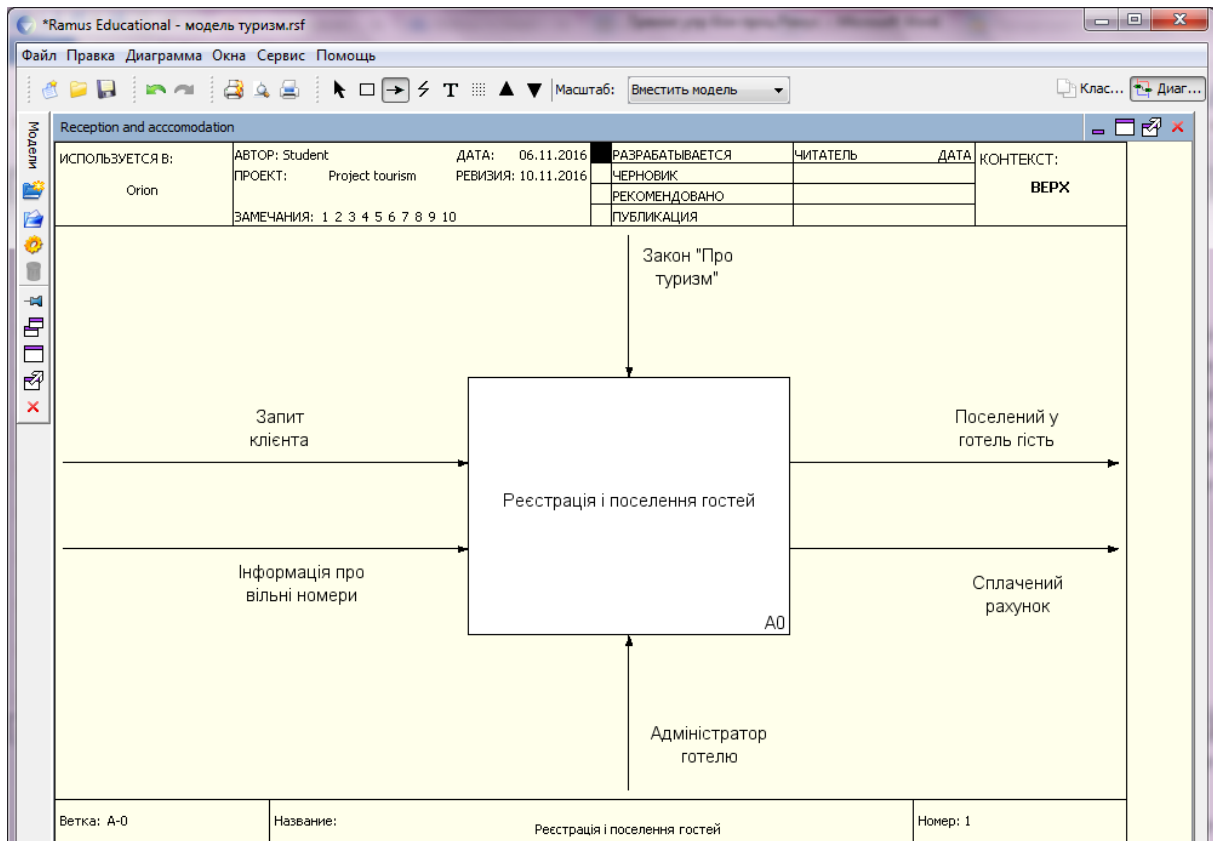 *Ramus Educational - модель туризм.rsf
Файл Правка Диаграмма Окна Сервис Помощь
Масштаб: Вместить модель Клас... Диаг...
Модели
Reception and acccomodation
ИСПОЛЬЗУЕТСЯ В:
Orion
АВТОР: Student ДАТА: 06.11.2016
ПРОЕКТ: Project tourism РЕВИЗИЯ: 10.11.2016
ЗАМЕЧАНИЯ: 1 2 3 4 5 6 7 8 9 10
РАЗРАБАТЫВАЕТСЯ
ЧЕРНОВИК
РЕКОМЕНДОВАНО
ПУБЛИКАЦИЯ
ЧИТАТЕЛЬ ДАТА
КОНТЕКСТ:
ВЕРХ
Закон "Про
туризм"
Запит
клієнта
Поселений у
готель гість
Реєстрація і поселення гостей
Інформація про
вільні номери
Сплачений
рахунок
A0
Адміністратор
готелю
Ветка: A-0
Название:
Реєстрація і поселення гостей
Номер: 1